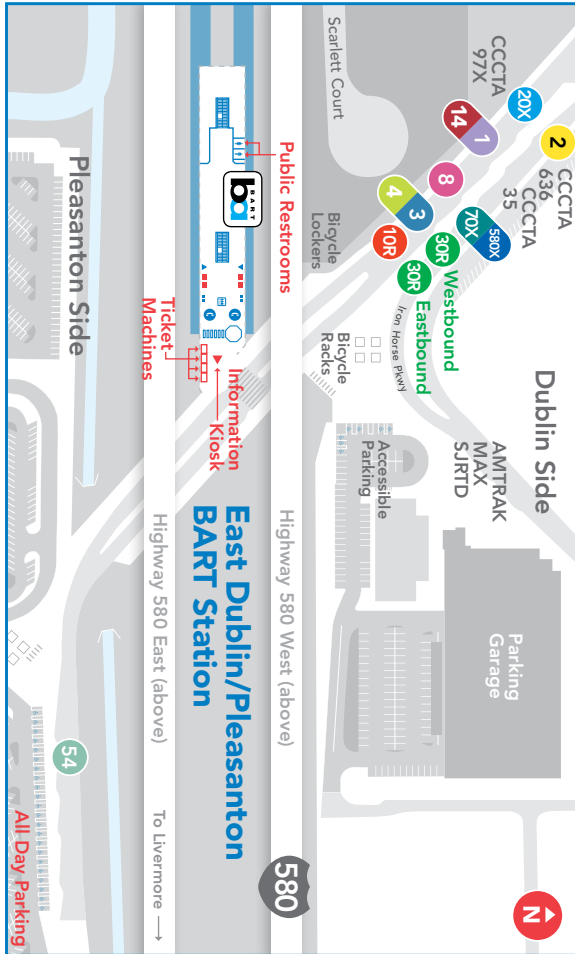 CCCTA
97X
20X
2
CCCTA
636
CCCTA
35
1
14
8
580X
70X
3
4
10R
30R
Westbound
30R
Eastbound
Iron Horse Pkwy
Scarlett Court
Bicycle
Lockers
Bicycle
Racks
Dublin Side
AMTRAK
MAX
SJRTD
Accessible
Parking
Parking
Garage
N
Public Restrooms
BART
ba
Ticket
Machines
Information
Kiosk
East Dublin/Pleasanton
BART Station
Highway 580 West (above)
580
Highway 580 East (above)
To Livermore
Pleasanton Side
54
All Day Parking